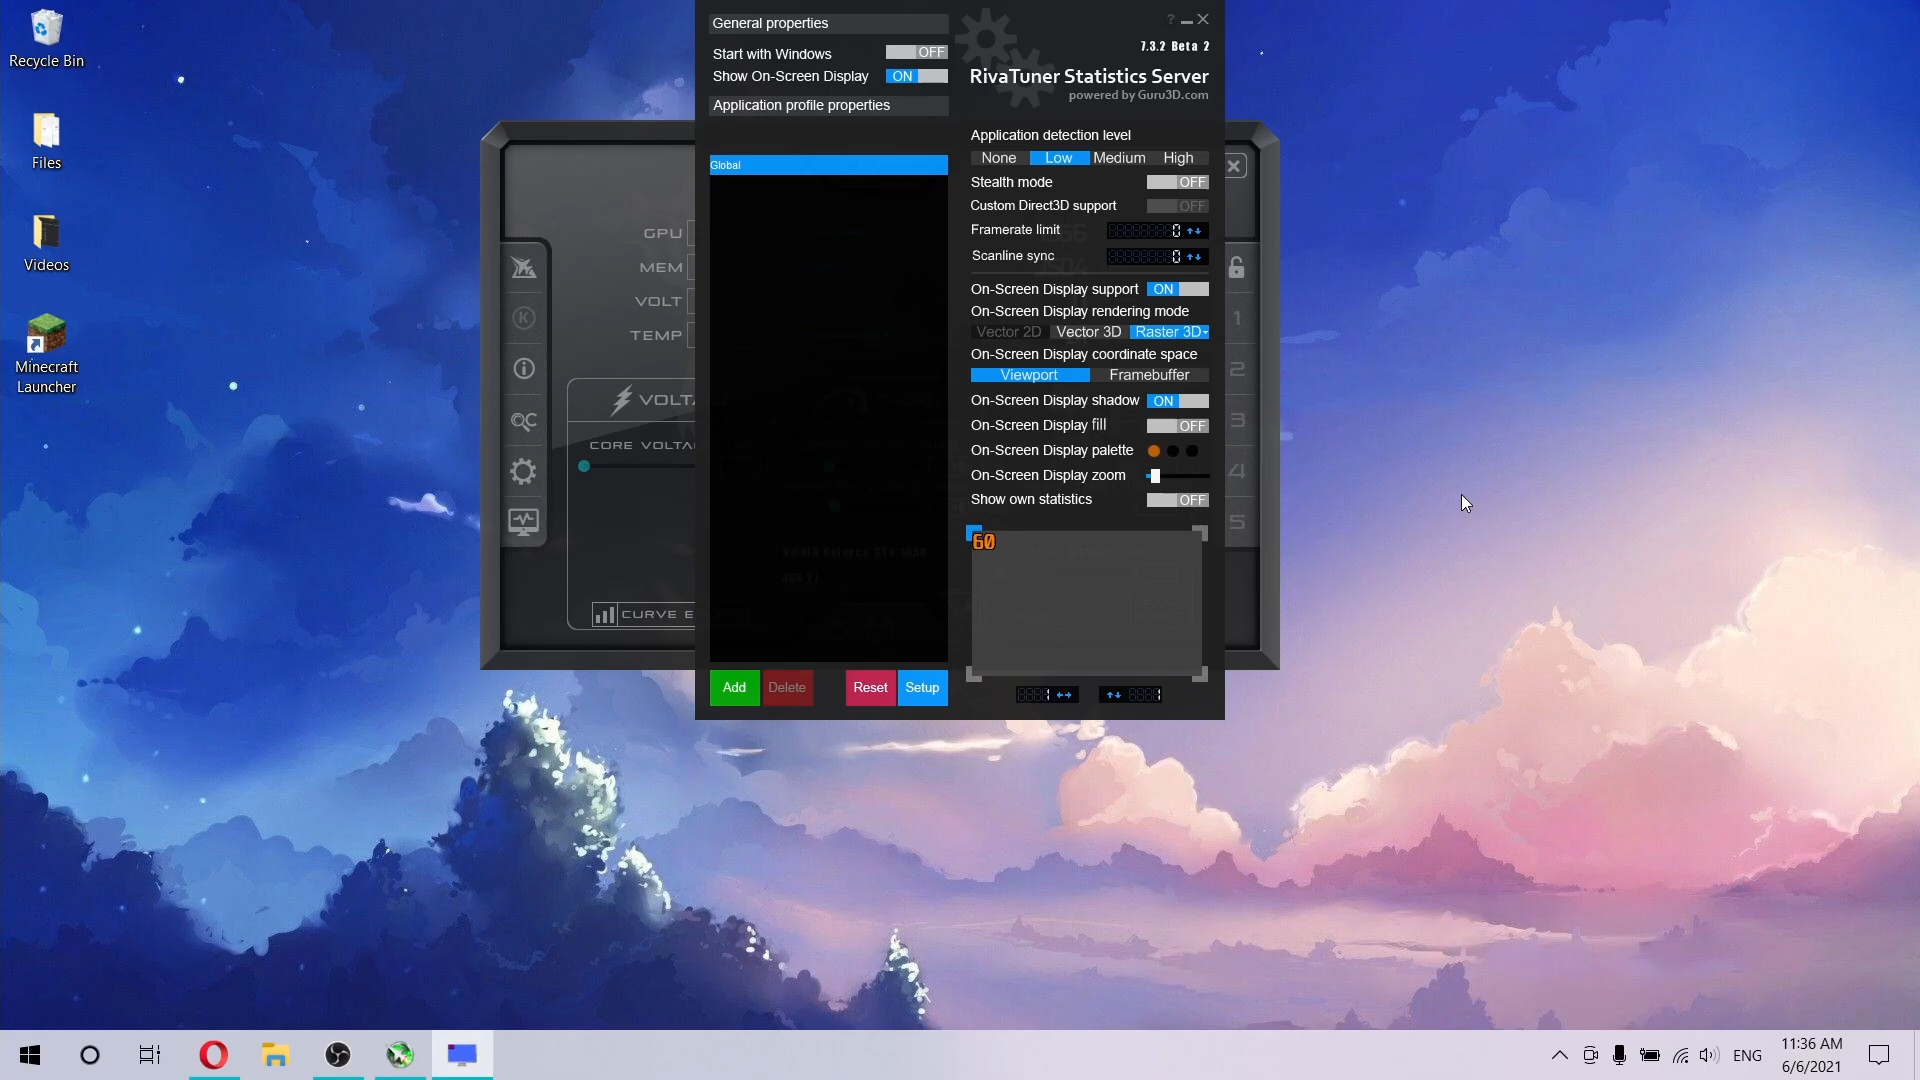 Recycle Bin
Files
Videos
Minecraft
Launcher
General properties
Start with Windows OFF
Show On-Screen Display ON
Application profile properties
Global
Add Delete Reset Setup
?
7.3.2 Beta 2
RivaTuner Statistics Server
powered by Guru3D.com
Application detection level
None Low Medium High
Stealth mode OFF
Custom Direct3D support OFF
Framerate limit 0
Scanline sync 0
On-Screen Display support ON
On-Screen Display rendering mode
Vector 2D Vector 3D Raster 3D
On-Screen Display coordinate space
Viewport Framebuffer
On-Screen Display shadow ON
On-Screen Display fill OFF
On-Screen Display palette
On-Screen Display zoom
Show own statistics OFF
60
1 1
GPU
MEM
VOLT
TEMP
K
CORE
1
2
3
4
5
ENG
11:36 AM
6/6/2021